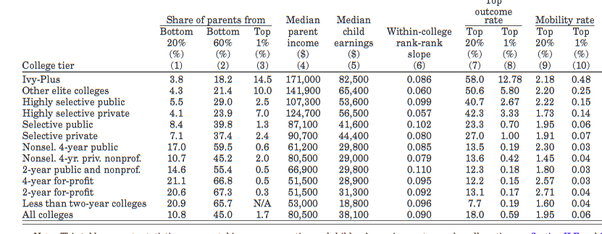 Top
Share of parents from Median Median outcome rate Mobility rate
Bottom Bottom Top parent child Within-college Top Top Top Top
20% 60% 1% income earnings rank-rank 20% 1% 20% 1%
(%) (%) (%) ($) ($) slope (%) (%) (%) (%)
College tier (1) (2) (3) (4) (5) (6) (7) (8) (9) (10)
Ivy-Plus 3.8 18.2 14.5 171,000 82,500 0.086 58.0 12.78 2.18 0.48
Other elite colleges 4.3 21.4 10.0 141,900 65,400 0.060 50.6 5.80 2.20 0.25
Highly selective public 5.5 29.0 2.5 107,300 53,600 0.099 40.7 2.67 2.22 0.15
Highly selective private 4.1 23.9 7.0 124,700 56,500 0.057 42.3 3.33 1.73 0.14
Selective public 8.4 39.8 1.3 87,100 41,600 0.102 23.3 0.70 1.95 0.06
Selective private 7.1 37.4 2.4 90,700 44,400 0.080 27.0 1.00 1.91 0.07
Nonsel. 4-year public 17.0 59.5 0.6 61,200 29,800 0.085 13.5 0.19 2.30 0.03
Nonsel. 4-yr. priv. nonprof. 10.7 45.2 2.0 80,500 29,000 0.079 13.6 0.42 1.45 0.04
2-year public and nonprof. 14.6 55.4 0.5 66,900 29,800 0.110 12.3 0.18 1.80 0.03
4-year for-profit 21.1 66.8 0.5 51,500 28,900 0.095 12.2 0.15 2.57 0.03
2-year for-profit 20.6 67.3 0.3 51,500 31,300 0.092 13.1 0.17 2.71 0.04
Less than two-year colleges 20.9 65.7 N/A 53,000 18,800 0.096 7.7 0.19 1.60 0.04
All colleges 10.8 45.0 1.7 80,500 38,100 0.090 18.0 0.59 1.95 0.06